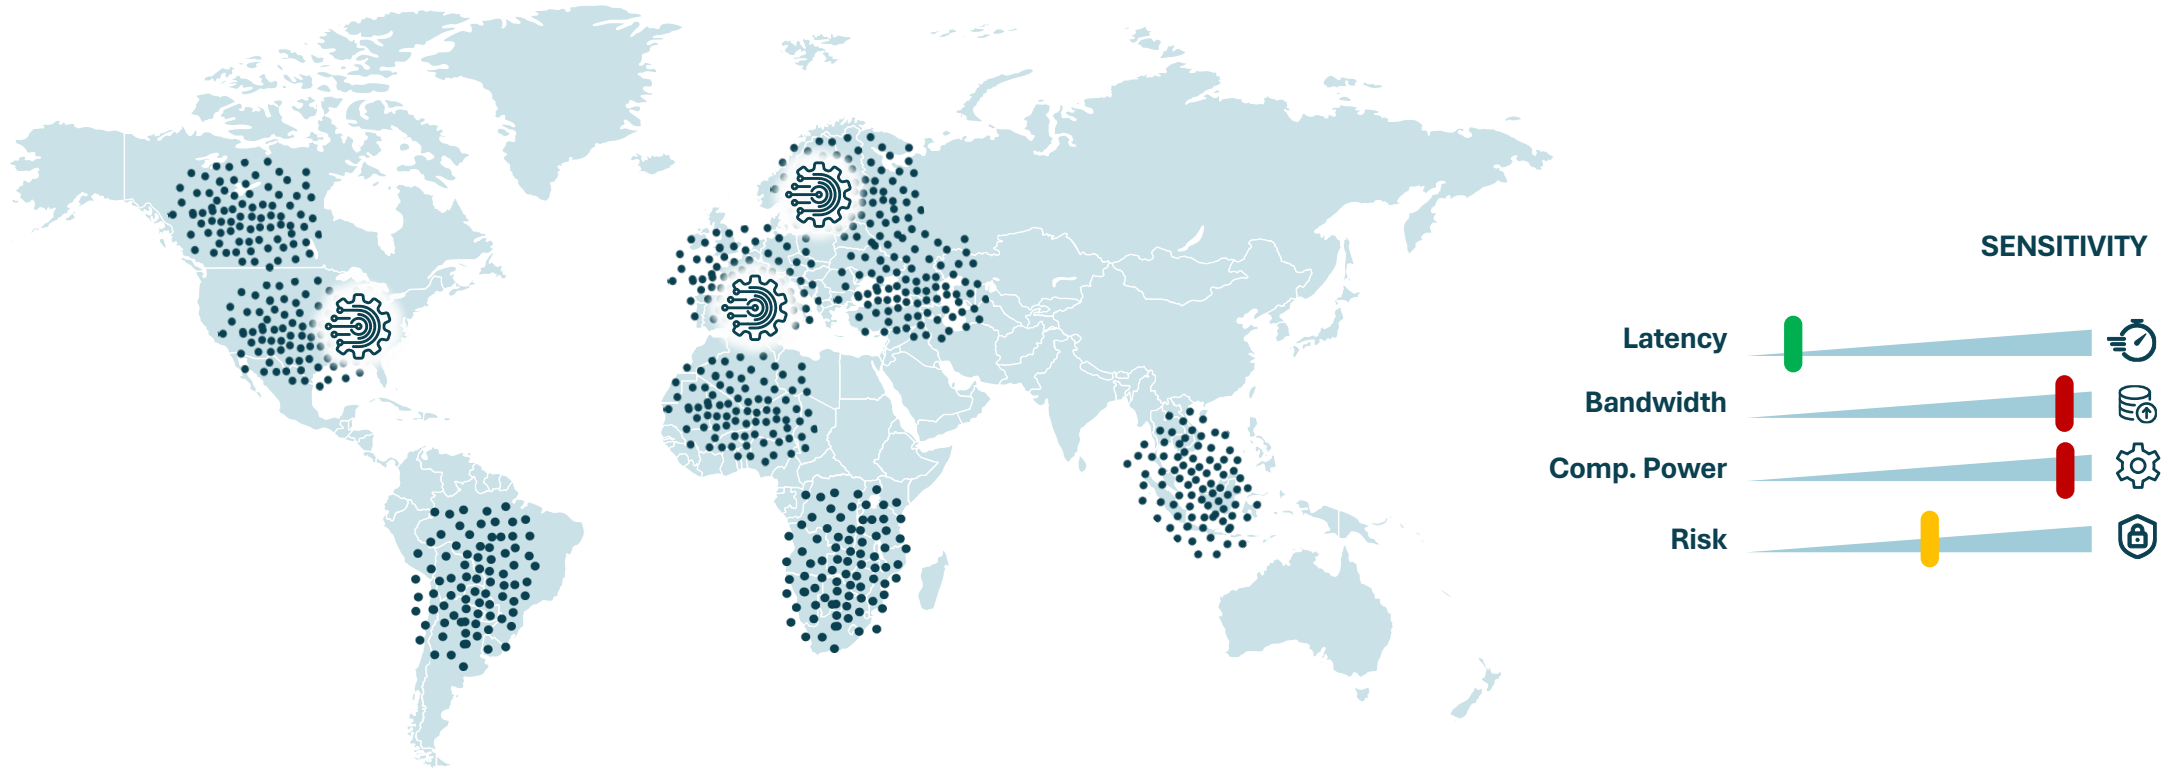 SENSITIVITY
Latency
Bandwidth
Comp. Power
Risk